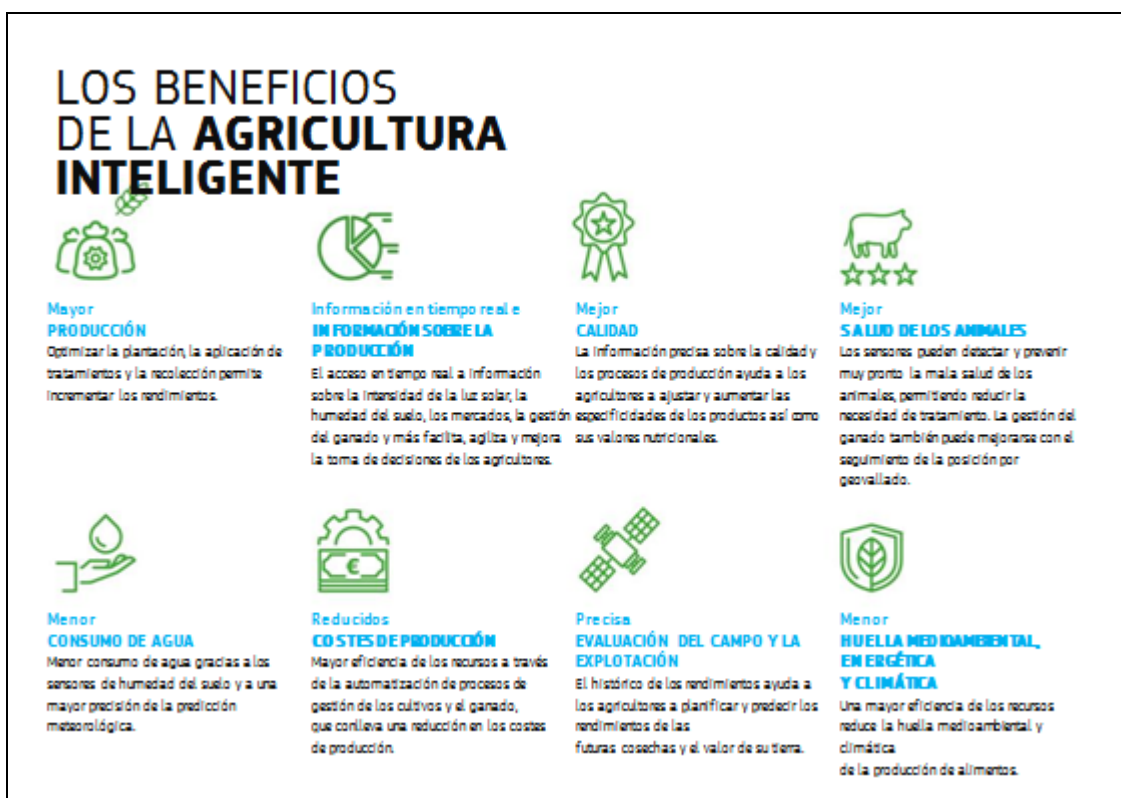 LOS BENEFICIOS
DE LA AGRICULTURA
INTELIGENTE
Mayor
PRODUCCIÓN
Optimizar la plantación, la aplicación de
tratamientos y la recolección permite
incrementar los rendimientos.
Información en tiempo real e
INFORMACIÓN SOBRE LA
PRODUCCIÓN
El acceso en tiempo real a información
sobre la intensidad de la luz solar, la
humedad del suelo, los mercados, la gestión
del ganado y más facilita, agiliza y mejora
la toma de decisiones de los agricultores.
Mejor
CALIDAD
La información precisa sobre la calidad y
los procesos de producción ayuda a los
agricultores a ajustar y aumentar las
especificidades de los productos así como
sus valores nutricionales.
Mejor
SALUD DE LOS ANIMALES
Los sensores pueden detectar y prevenir
muy pronto la mala salud de los
animales, permitiendo reducir la
necesidad de tratamiento. La gestión del
ganado también puede mejorarse con el
seguimiento de la posición por
geovallado.
Menor
CONSUMO DE AGUA
Menor consumo de agua gracias a los
sensores de humedad del suelo y a una
mayor precisión de la predicción
meteorológica.
Reducidos
COSTES DE PRODUCCIÓN
Mayor eficiencia de los recursos a través
de la automatización de procesos de
gestión de los cultivos y el ganado,
que conlleva una reducción en los costes
de producción.
Precisa
EVALUACIÓN DEL CAMPO Y LA
EXPLOTACIÓN
El histórico de los rendimientos ayuda a
los agricultores a planificar y predecir los
rendimientos de las
futuras cosechas y el valor de su tierra.
Menor
HUELLA MEDIOAMBIENTAL,
ENERGÉTICA
Y CLIMÁTICA
Una mayor eficiencia de los recursos
reduce la huella medioambiental y
climática
de la producción de alimentos.
€